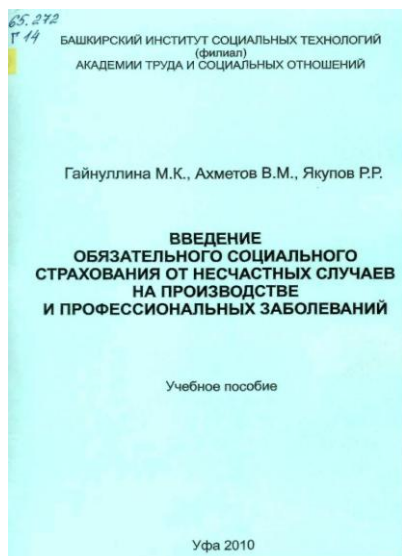 65.272
Г 14
БАШКИРСКИЙ ИНСТИТУТ СОЦИАЛЬНЫХ ТЕХНОЛОГИЙ
(филиал)
АКАДЕМИИ ТРУДА И СОЦИАЛЬНЫХ ОТНОШЕНИЙ
Гайнуллина М.К., Ахметов В.М., Якупов Р.Р.
ВВЕДЕНИЕ
ОБЯЗАТЕЛЬНОГО СОЦИАЛЬНОГО
СТРАХОВАНИЯ ОТ НЕСЧАСТНЫХ СЛУЧАЕВ
НА ПРОИЗВОДСТВЕ
И ПРОФЕССИОНАЛЬНЫХ ЗАБОЛЕВАНИЙ
Учебное пособие
Уфа 2010